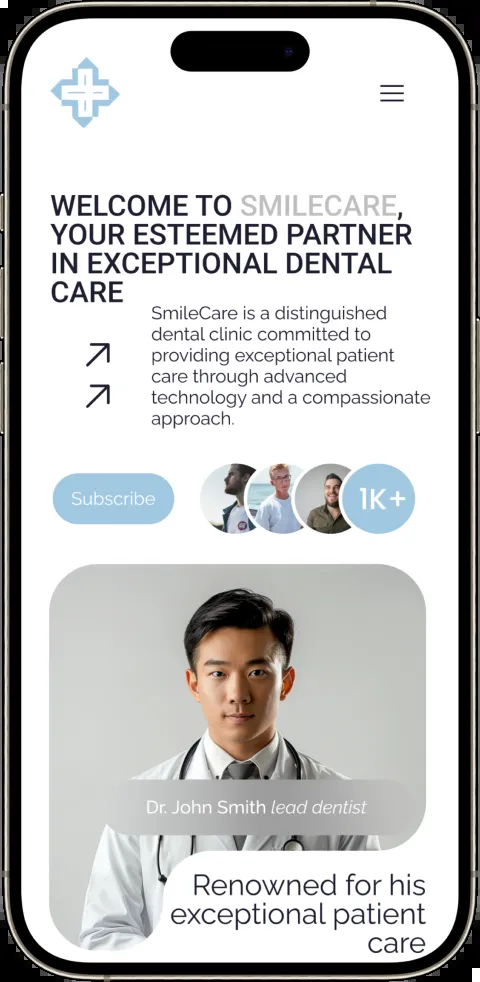 WELCOME TO SMILECARE,
YOUR ESTEEMED PARTNER
IN EXCEPTIONAL DENTAL
CARE
SmileCare is a distinguished
dental clinic committed to
providing exceptional patient
care through advanced
technology and a compassionate
approach.
Subscribe
1K+
Dr. John Smith lead dentist
Renowned for his
exceptional patient
care